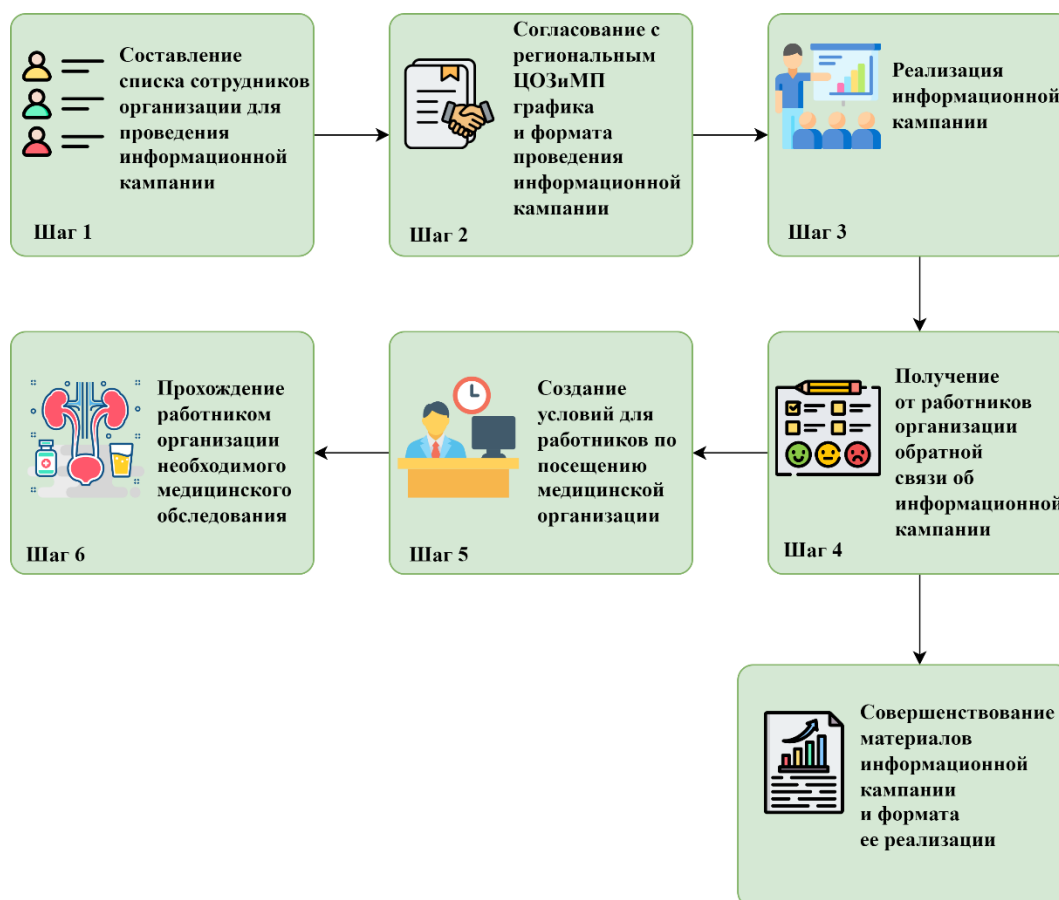 Составление
списка сотрудников
организации для
проведения
информационной
кампании
Шаг 1
Согласование с
региональным
ЦОЗиМП
графика
и формата
проведения
информационной
кампании
Шаг 2
Реализация
информационной
кампании
Шаг 3
Получение
от работников
организации
обратной
связи об
информационной
кампании
Шаг 4
Создание
условий для
работников по
посещению
медицинской
организации
Шаг 5
Прохождение
работником
организации
необходимого
медицинского
обследования
Шаг 6
Совершенствование
материалов
информационной
кампании
и формата
ее реализации